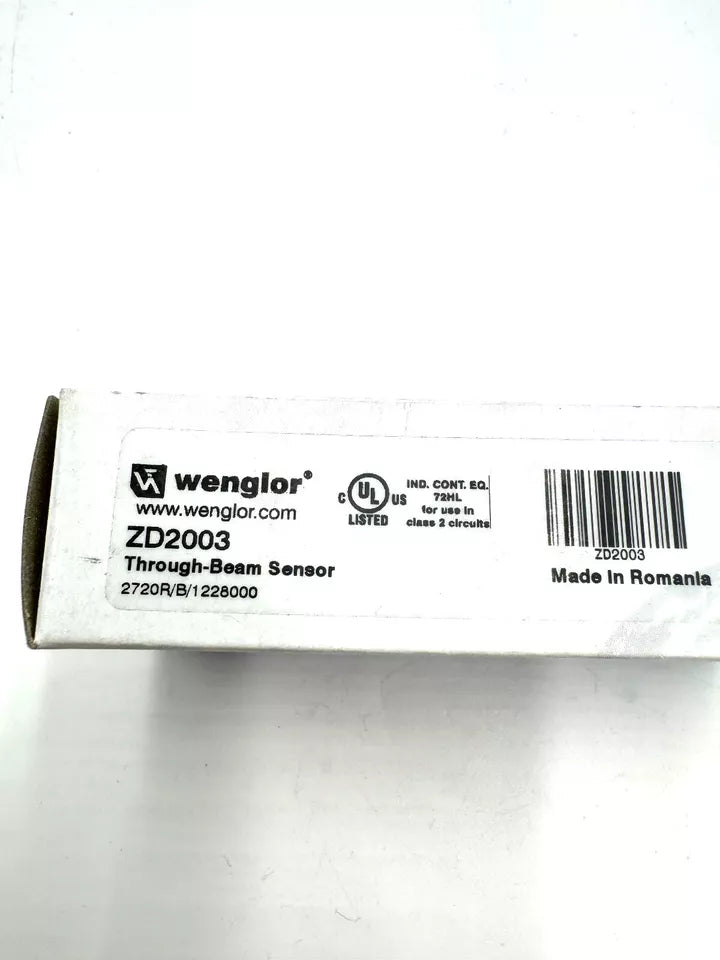 wenglor®
www.wenglor.com
ZD2003
Through-Beam Sensor
2720R/B/1228000
C UL US
LISTED
IND. CONT. EQ.
72HL
for use in
class 2 circuits
ZD2003
Made in Romania